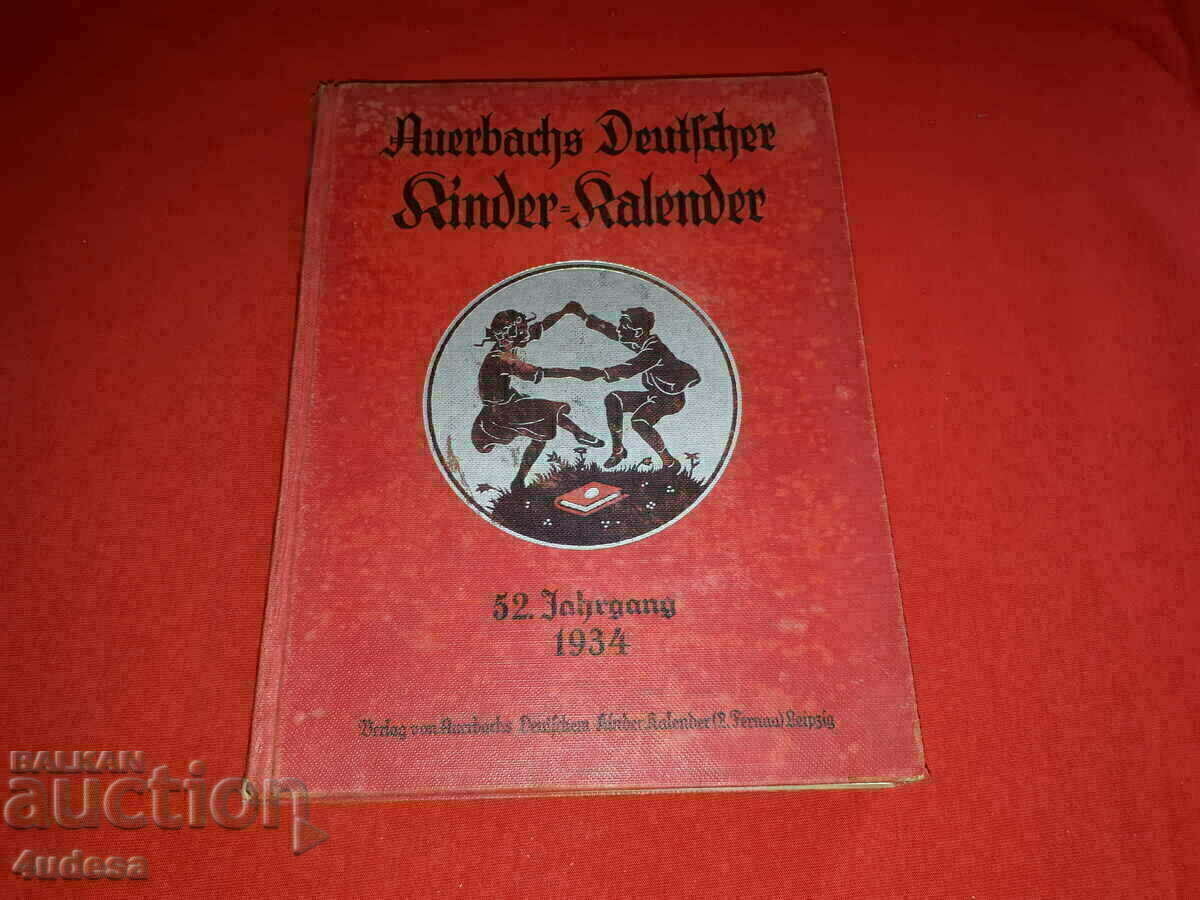 Auerbachs Deutscher
Kinder=Kalender
52. Jahrgang
1934
Verlag von Auerbachs Deutschem Kinder Kalender (A. Fernau) Leipzig
BALKAN
auction
4udesa